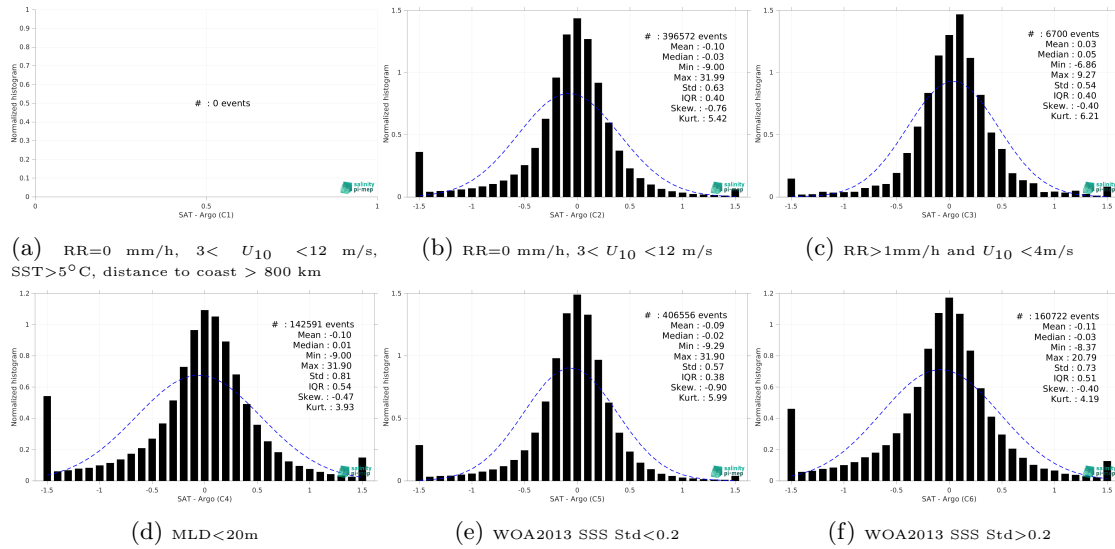 1
0.9
0.8
0.7
0.6
0.5
0.4
0.3
0.2
0.1
0
Normalized histogram
# : 0 events
salinity
pi-mep
0 0.5 1
SAT - Argo (C1)
(a) RR=0 mm/h, 3< U10 <12 m/s,
SST>5°C, distance to coast > 800 km
1.5
1
0.5
0
Normalized histogram
# : 396572 events
Mean : -0.10
Median : -0.03
Min : -9.00
Max : 31.99
Std : 0.63
IQR : 0.40
Skew. : -0.76
Kurt. : 5.42
salinity
pi-mep
-1.5 -1 -0.5 0 0.5 1 1.5
SAT - Argo (C2)
(b) RR=0 mm/h, 3< U10 <12 m/s
1.5
1
0.5
0
Normalized histogram
# : 6700 events
Mean : 0.03
Median : 0.05
Min : -6.86
Max : 9.27
Std : 0.54
IQR : 0.40
Skew. : -0.40
Kurt. : 6.21
salinity
pi-mep
-1.5 -1 -0.5 0 0.5 1 1.5
SAT - Argo (C3)
(c) RR>1mm/h and U10 <4m/s
1.2
1
0.8
0.6
0.4
0.2
0
Normalized histogram
# : 142591 events
Mean : -0.10
Median : 0.01
Min : -9.00
Max : 31.90
Std : 0.81
IQR : 0.54
Skew. : -0.47
Kurt. : 3.93
salinity
pi-mep
-1.5 -1 -0.5 0 0.5 1 1.5
SAT - Argo (C4)
(d) MLD<20m
1.5
1
0.5
0
Normalized histogram
# : 406556 events
Mean : -0.09
Median : -0.02
Min : -9.29
Max : 31.90
Std : 0.57
IQR : 0.38
Skew. : -0.90
Kurt. : 5.99
salinity
pi-mep
-1.5 -1 -0.5 0 0.5 1 1.5
SAT - Argo (C5)
(e) WOA2013 SSS Std<0.2
1.2
1
0.8
0.6
0.4
0.2
0
Normalized histogram
# : 160722 events
Mean : -0.11
Median : -0.03
Min : -8.37
Max : 20.79
Std : 0.73
IQR : 0.51
Skew. : -0.40
Kurt. : 4.19
salinity
pi-mep
-1.5 -1 -0.5 0 0.5 1 1.5
SAT - Argo (C6)
(f) WOA2013 SSS Std>0.2